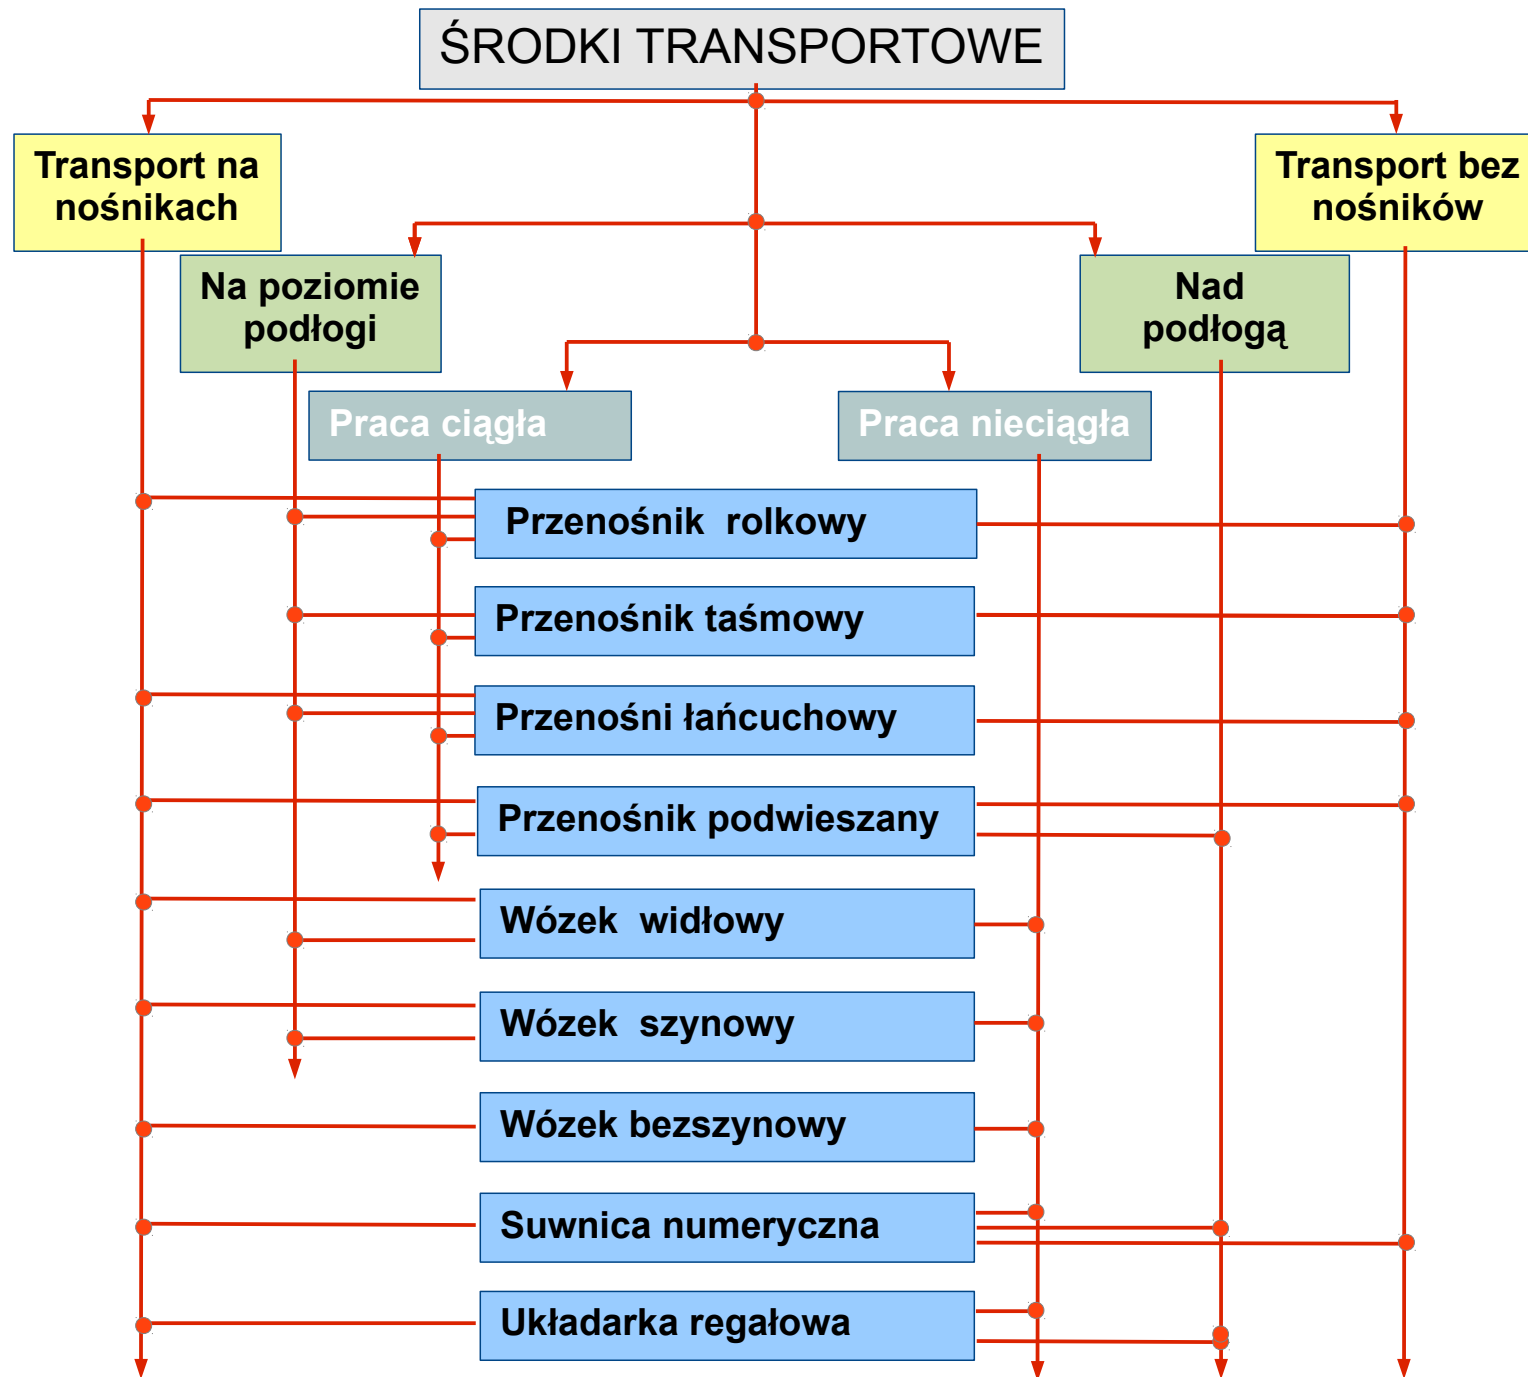 ŚRODKI TRANSPORTOWE
Transport na
nośnikach
Transport bez
nośników
Na poziomie
podłogi
Nad
podłogą
Praca ciągła
Praca nieciągła
Przenośnik rolkowy
Przenośnik taśmowy
Przenośni łańcuchowy
Przenośnik podwieszany
Wózek widłowy
Wózek szynowy
Wózek bezszynowy
Suwnica numeryczna
Układarka regałowa